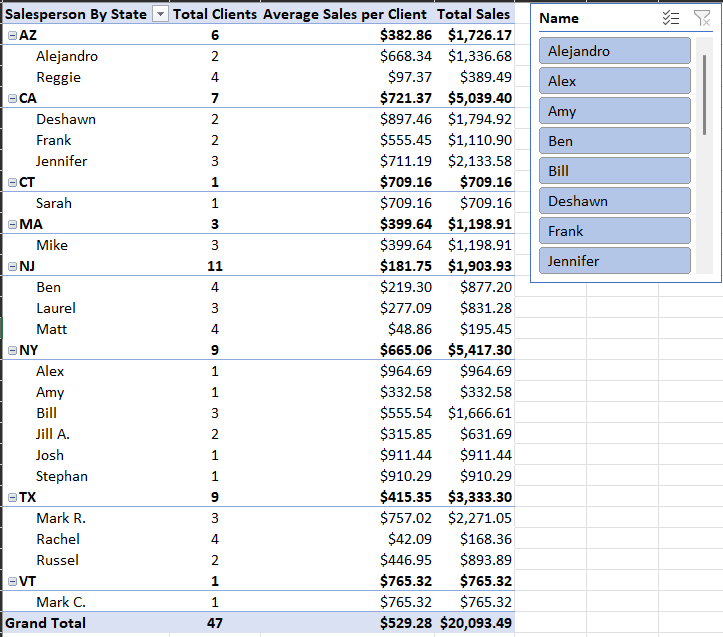 Salesperson By State Total Clients Average Sales per Client Total Sales
AZ 6 $382.86 $1,726.17
Alejandro 2 $668.34 $1,336.68
Reggie 4 $97.37 $389.49
CA 7 $721.37 $5,039.40
Deshawn 2 $897.46 $1,794.92
Frank 2 $555.45 $1,110.90
Jennifer 3 $711.19 $2,133.58
CT 1 $709.16 $709.16
Sarah 1 $709.16 $709.16
MA 3 $399.64 $1,198.91
Mike 3 $399.64 $1,198.91
NJ 11 $181.75 $1,903.93
Ben 4 $219.30 $877.20
Laurel 3 $277.09 $831.28
Matt 4 $48.86 $195.45
NY 9 $665.06 $5,417.30
Alex 1 $964.69 $964.69
Amy 1 $332.58 $332.58
Bill 3 $555.54 $1,666.61
Jill A. 2 $315.85 $631.69
Josh 1 $911.44 $911.44
Stephan 1 $910.29 $910.29
TX 9 $415.35 $3,333.30
Mark R. 3 $757.02 $2,271.05
Rachel 4 $42.09 $168.36
Russel 2 $446.95 $893.89
VT 1 $765.32 $765.32
Mark C. 1 $765.32 $765.32
Grand Total 47 $529.28 $20,093.49
Name
Alejandro
Alex
Amy
Ben
Bill
Deshawn
Frank
Jennifer